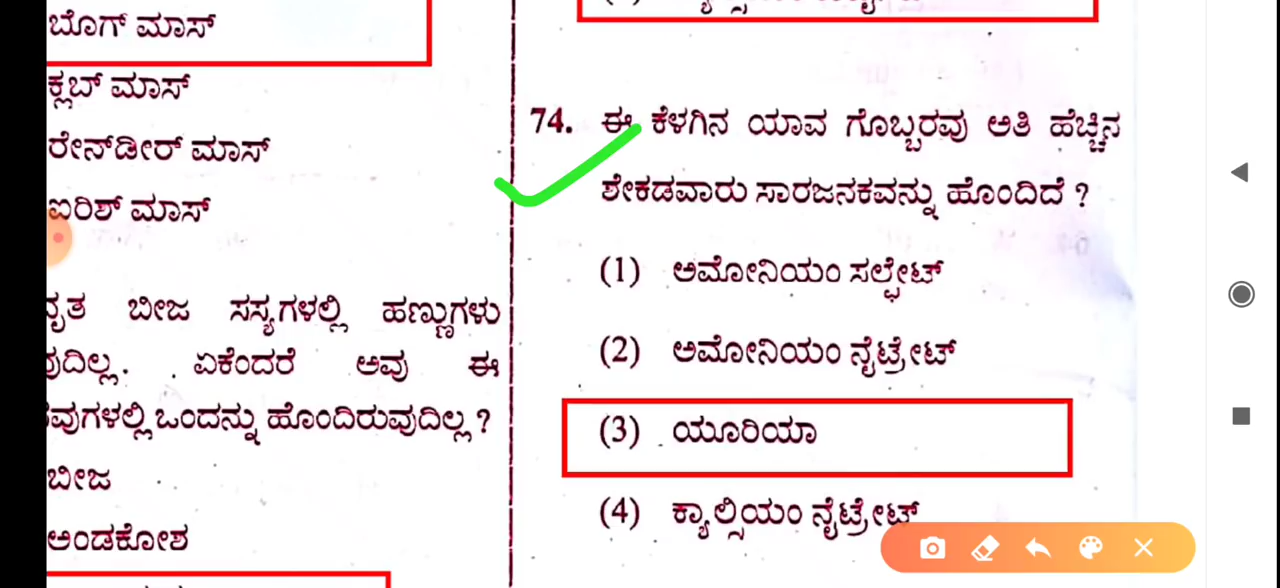 ಬೊಗ್ ಮಾಸ್
ಕ್ಲಬ್ ಮಾಸ್
ರೇನ್‌ಡೀರ್ ಮಾಸ್
ಐರಿಶ್ ಮಾಸ್
ಬೀಜ ಸಸ್ಯಗಳಲ್ಲಿ ಹಣ್ಣುಗಳು
ಏಕೆಂದರೆ ಅವು ಈ
ಒಂದನ್ನು ಹೊಂದಿರುವುದಿಲ್ಲ ?
ಬೀಜ
ಅಂಡಕೋಶ
74. ಈ ಕೆಳಗಿನ ಯಾವ ಗೊಬ್ಬರವು ಅತಿ ಹೆಚ್ಚಿನ
ಶೇಕಡವಾರು ಸಾರಜನಕವನ್ನು ಹೊಂದಿದೆ ?
(1) ಅಮೋನಿಯಂ ಸಲ್ಫೇಟ್
(2) ಅಮೋನಿಯಂ ನೈಟ್ರೇಟ್
(3) ಯೂರಿಯಾ
(4) ಕ್ಯಾಲ್ಸಿಯಂ ನೈಟ್ರೇಟ್